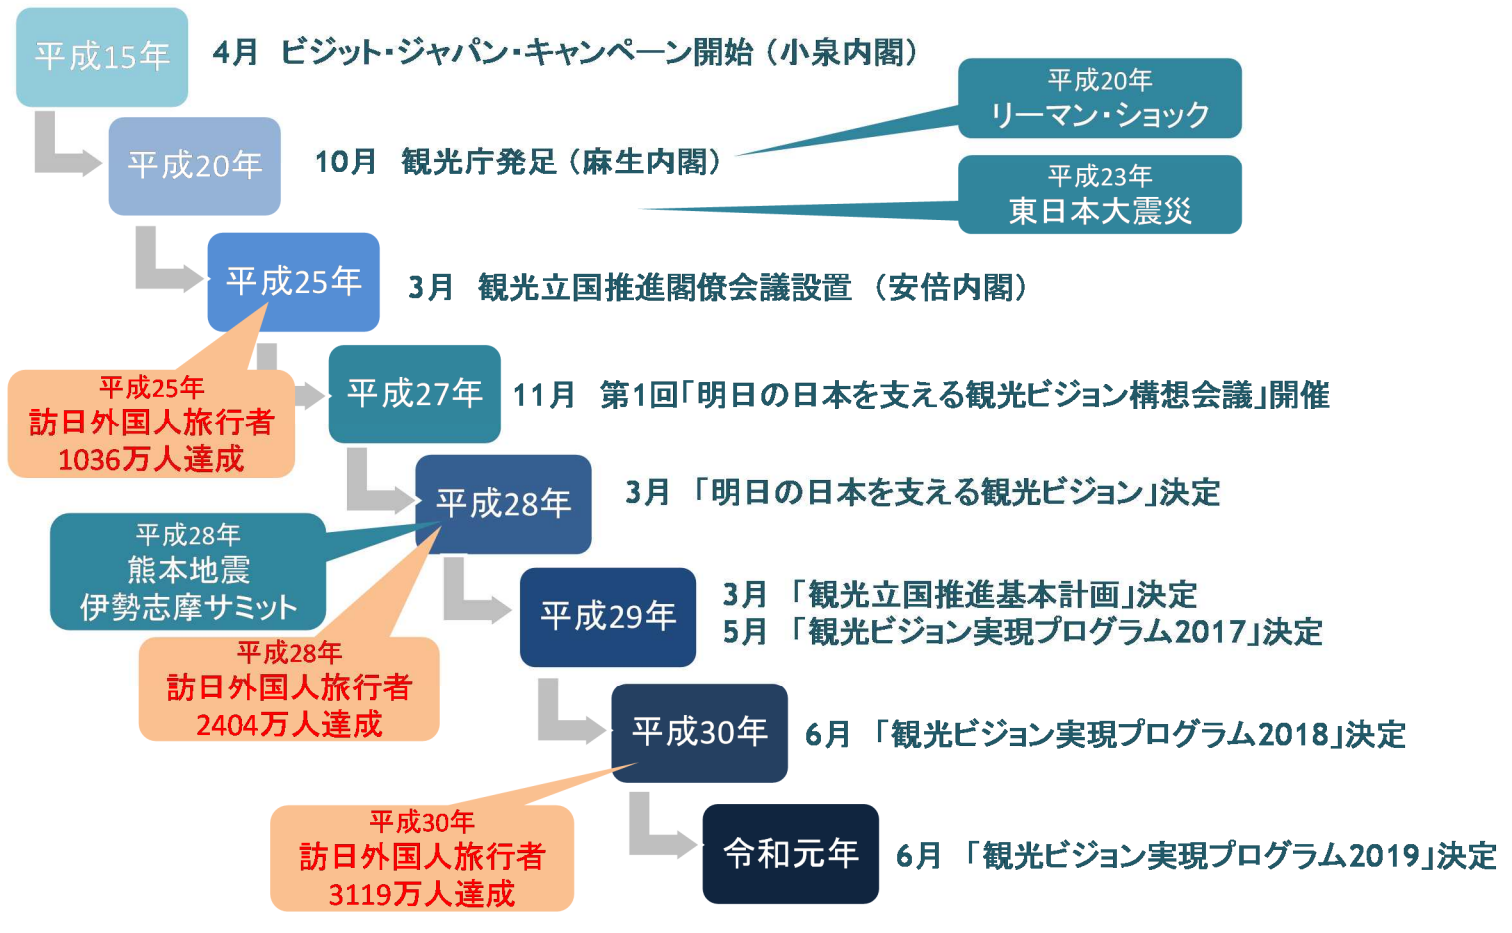 平成15年
4月　ビジット・ジャパン・キャンペーン開始（小泉内閣）
平成20年
リーマン・ショック
平成20年
10月　観光庁発足（麻生内閣）
平成23年
東日本大震災
平成25年
3月　観光立国推進閣僚会議設置　（安倍内閣）
平成25年
訪日外国人旅行者
1036万人達成
平成27年
11月　第1回「明日の日本を支える観光ビジョン構想会議」開催
平成28年
3月　「明日の日本を支える観光ビジョン」決定
平成28年
熊本地震
伊勢志摩サミット
平成28年
訪日外国人旅行者
2404万人達成
平成29年
3月　「観光立国推進基本計画」決定
5月　「観光ビジョン実現プログラム2017」決定
平成30年
6月　「観光ビジョン実現プログラム2018」決定
平成30年
訪日外国人旅行者
3119万人達成
令和元年
6月　「観光ビジョン実現プログラム2019」決定